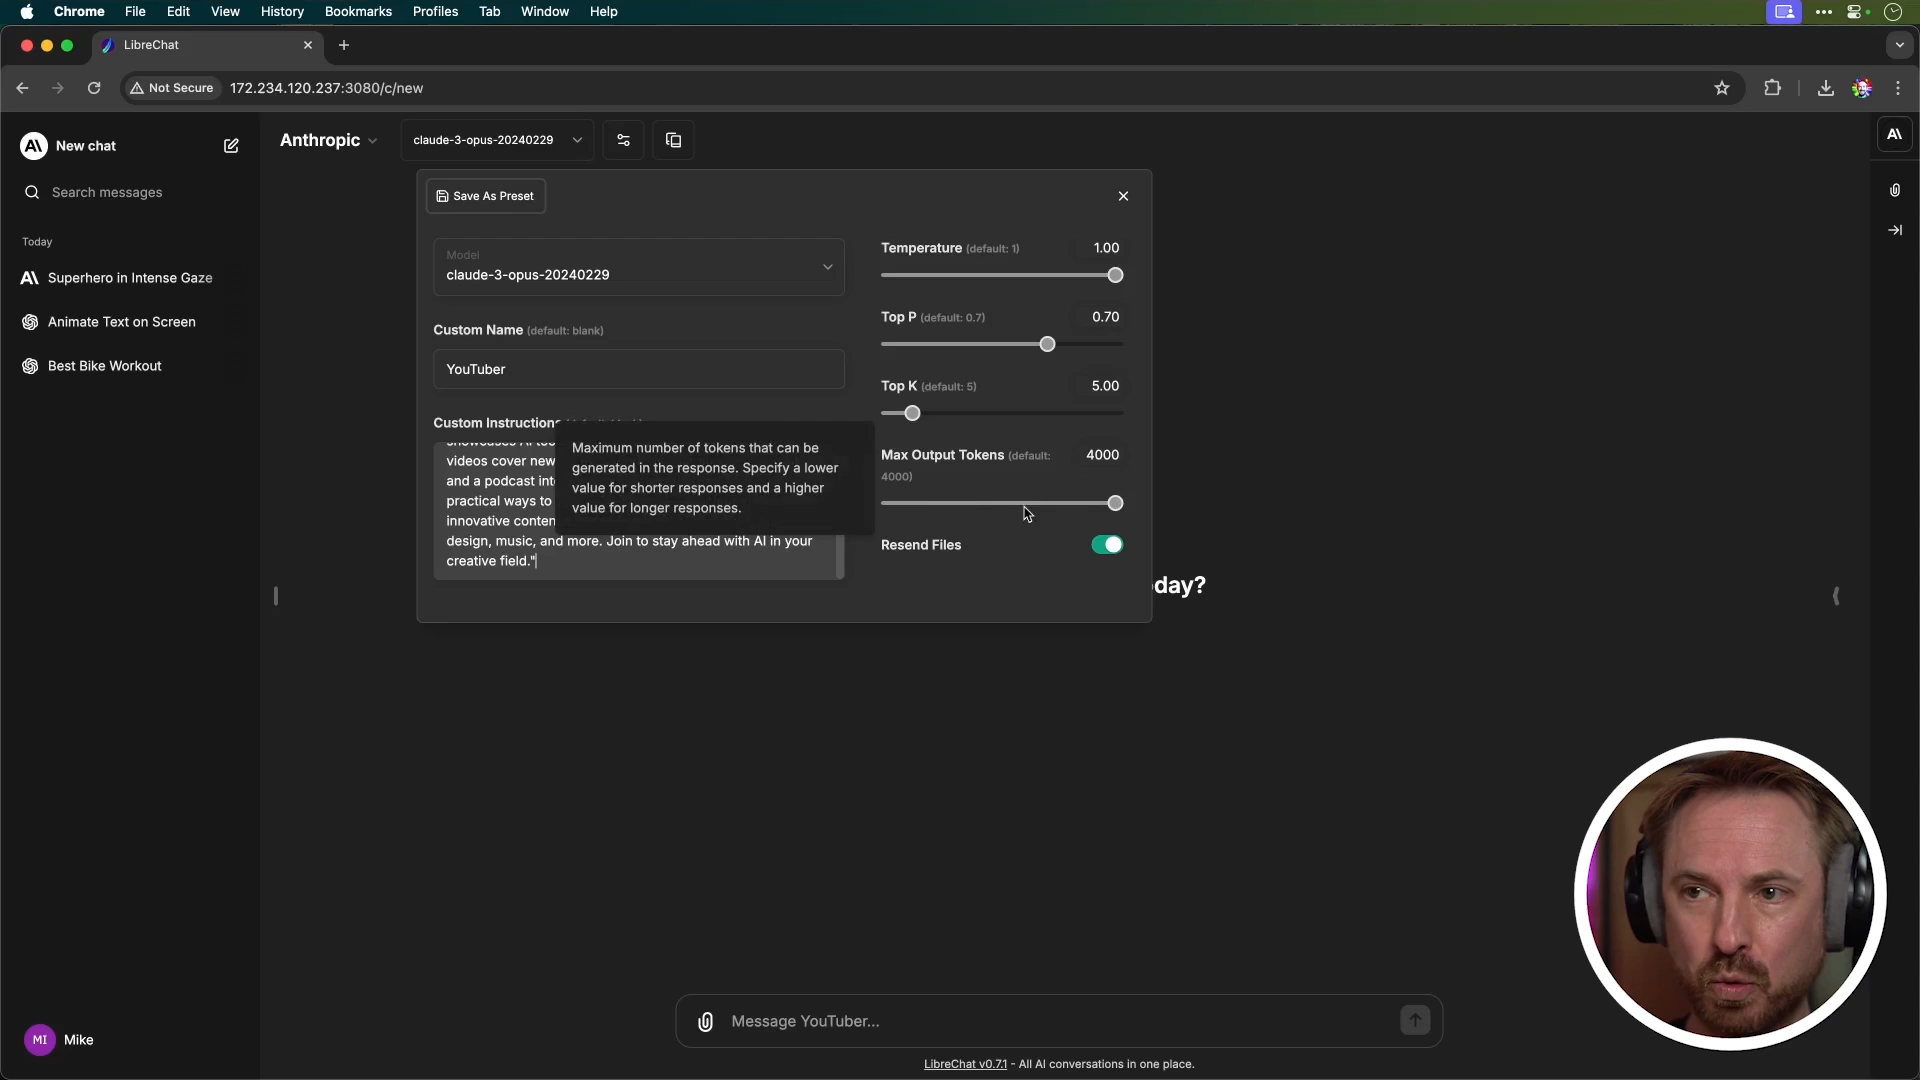 Chrome File Edit View History Bookmarks Profiles Tab Window Help
LibreChat
Not Secure 172.234.120.237:3080/c/new
New chat
Search messages
Today
Superhero in Intense Gaze
Animate Text on Screen
Best Bike Workout
MI Mike
Anthropic claude-3-opus-20240229
Save As Preset
Model
claude-3-opus-20240229
Custom Name (default: blank)
YouTuber
Custom Instructions
videos cover new
and a podcast int
practical ways to
innovative conten
design, music, and more. Join to stay ahead with AI in your
creative field."
Maximum number of tokens that can be
generated in the response. Specify a lower
value for shorter responses and a higher
value for longer responses.
Temperature (default: 1) 1.00
Top P (default: 0.7) 0.70
Top K (default: 5) 5.00
Max Output Tokens (default: 4000
4000)
Resend Files
day?
Message YouTuber...
LibreChat v0.7.1 - All AI conversations in one place.